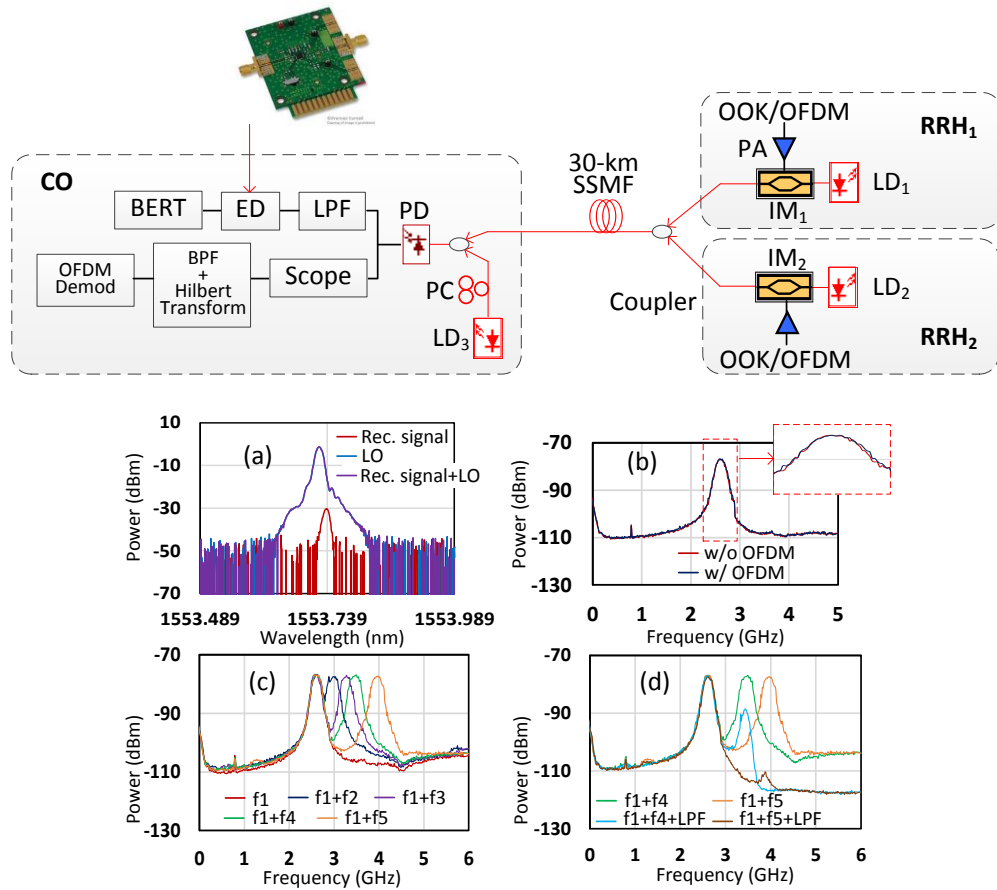 OOK/OFDM
RRH1
PA
LD1
IM1
30-km
SSMF
CO
BERT
ED
LPF
PD
OFDM
Demod
BPF
+
Hilbert
Transform
Scope
PC
LD3
Coupler
IM2
LD2
RRH2
OOK/OFDM
(a)
Rec. signal
LO
Rec. signal+LO
Power (dBm)
10
-10
-30
-50
-70
1553.489
1553.739
1553.989
Wavelength (nm)
(b)
w/o OFDM
w/ OFDM
Power (dBm)
-70
-90
-110
-130
0 1 2 3 4 5
Frequency (GHz)
(c)
f1
f1+f2
f1+f3
f1+f4
f1+f5
Power (dBm)
-70
-90
-110
-130
0 1 2 3 4 5 6
Frequency (GHz)
(d)
f1+f4
f1+f5
f1+f4+LPF
f1+f5+LPF
Power (dBm)
-70
-90
-110
-130
0 1 2 3 4 5 6
Frequency (GHz)